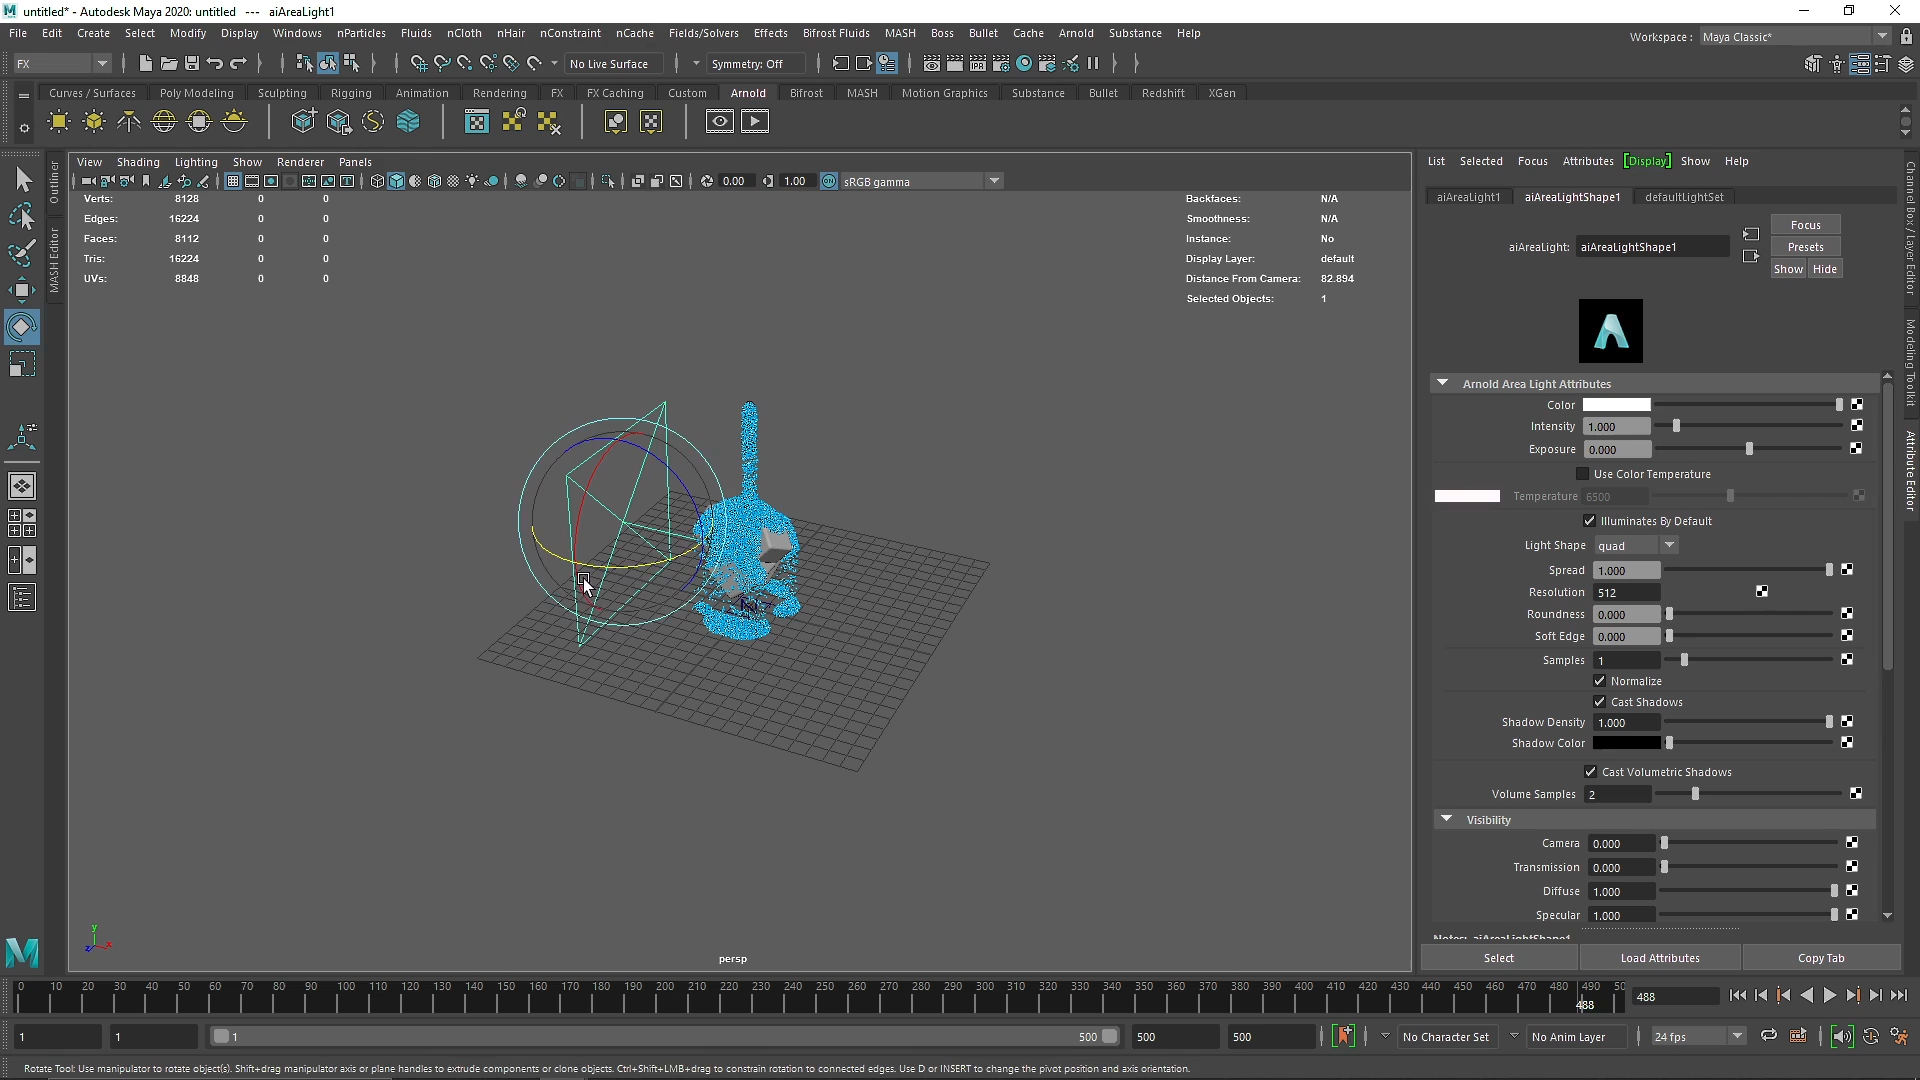 untitled* - Autodesk Maya 2020: untitled --- aiAreaLight1
File Edit Create Select Modify Display Windows nParticles Fluids nCloth nHair nConstraint nCache Fields/Solvers Effects Bifrost Fluids MASH Boss Bullet Cache Arnold Substance Help
Workspace : Maya Classic*
FX No Live Surface Symmetry: Off
Curves / Surfaces Poly Modeling Sculpting Rigging Animation Rendering FX FX Caching Custom Arnold Bifrost MASH Motion Graphics Substance Bullet Redshift XGen
View Shading Lighting Show Renderer Panels
0.00 1.00 ON sRGB gamma
Verts: 8128 0 0
Edges: 16224 0 0
Faces: 8112 0 0
Tris: 16224 0 0
UVs: 8848 0 0
Backfaces: N/A
Smoothness: N/A
Instance: No
Display Layer: default
Distance From Camera: 82.894
Selected Objects: 1
Outliner
MASH Editor
persp
y
z x
List Selected Focus Attributes [Display] Show Help
aiAreaLight1 aiAreaLightShape1 defaultLightSet
aiAreaLight: aiAreaLightShape1
Focus
Presets
Show Hide
Arnold Area Light Attributes
Color
Intensity 1.000
Exposure 0.000
Use Color Temperature
Temperature 6500
Illuminates By Default
Light Shape quad
Spread 1.000
Resolution 512
Roundness 0.000
Soft Edge 0.000
Samples 1
Normalize
Cast Shadows
Shadow Density 1.000
Shadow Color
Cast Volumetric Shadows
Volume Samples 2
Visibility
Camera 0.000
Transmission 0.000
Diffuse 1.000
Specular 1.000
Notes: aiAreaLightShape1
Select Load Attributes Copy Tab
Channel Box / Layer Editor
Modeling Toolkit
Attribute Editor
0 10 20 30 40 50 60 70 80 90 100 110 120 130 140 150 160 170 180 190 200 210 220 230 240 250 260 270 280 290 300 310 320 330 340 350 360 370 380 390 400 410 420 430 440 450 460 470 480 490 50
488
488
1 1 1 500 500 500 No Character Set No Anim Layer 24 fps
Rotate Tool: Use manipulator to rotate object(s). Shift+drag manipulator axis or plane handles to extrude components or clone objects. Ctrl+Shift+LMB+drag to constrain rotation to connected edges. Use D or INSERT to change the pivot position and axis orientation.